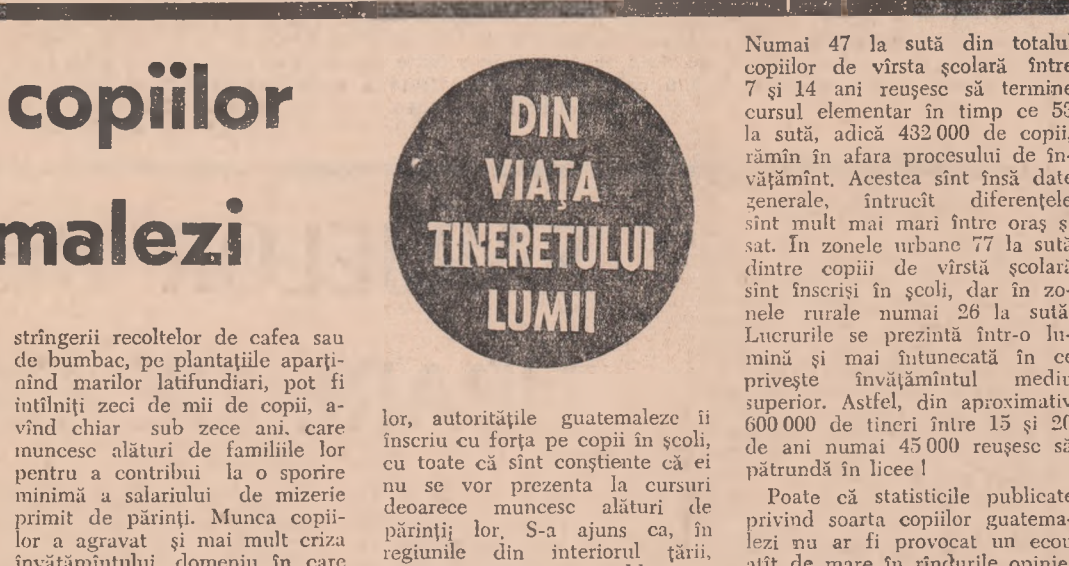 copiilor
malezi
strîngerii recoltelor de cafea sau
de bumbac, pe plantațiile aparți-
nînd marilor latifundiari, pot fi
intîlniți zeci de mii de copii, a-
vînd chiar sub zece ani, care
muncesc alături de familiile lor
pentru a contribui la o sporire
minimă a salariului de mizerie
primit de părinți. Munca copii-
lor a agravat și mai mult criza
învătămîntului, domeniu în care
DIN
VIAȚA
TINERETULUI
LUMII
lor, autoritățile guatemaleze îi
înscriu cu forța pe copii în școli,
cu toate că sînt conștiente că ei
nu se vor prezenta la cursuri
deoarece muncesc alături de
părinții lor. S-a ajuns ca, în
regiunile din interiorul țării,
Numai 47 la sută din totalul
copiilor de vîrsta școlară între
7 și 14 ani reușesc să termine
cursul elementar în timp ce 53
la sută, adică 432 000 de copii,
rămîn în afara procesului de în-
vățămînt. Acestea sînt însă date
generale, întrucît diferențele
sînt mult mai mari între oraș ș
sat. În zonele urbane 77 la sută
dintre copiii de vîrstă școlară
sînt înscriși în școli, dar în zo-
nele rurale numai 26 la sută
Lucrurile se prezintă într-o lu-
mină și mai întunecată în ce
privește învățămîntul mediu
superior. Astfel, din aproximativ
600 000 de tineri între 15 și 20
de ani numai 45 000 reușesc să
pătrundă în licee !
Poate că statisticile publicate
privind soarta copiilor guatema-
lezi nu ar fi provocat un ecou
atît de mare în rîndurile opinie